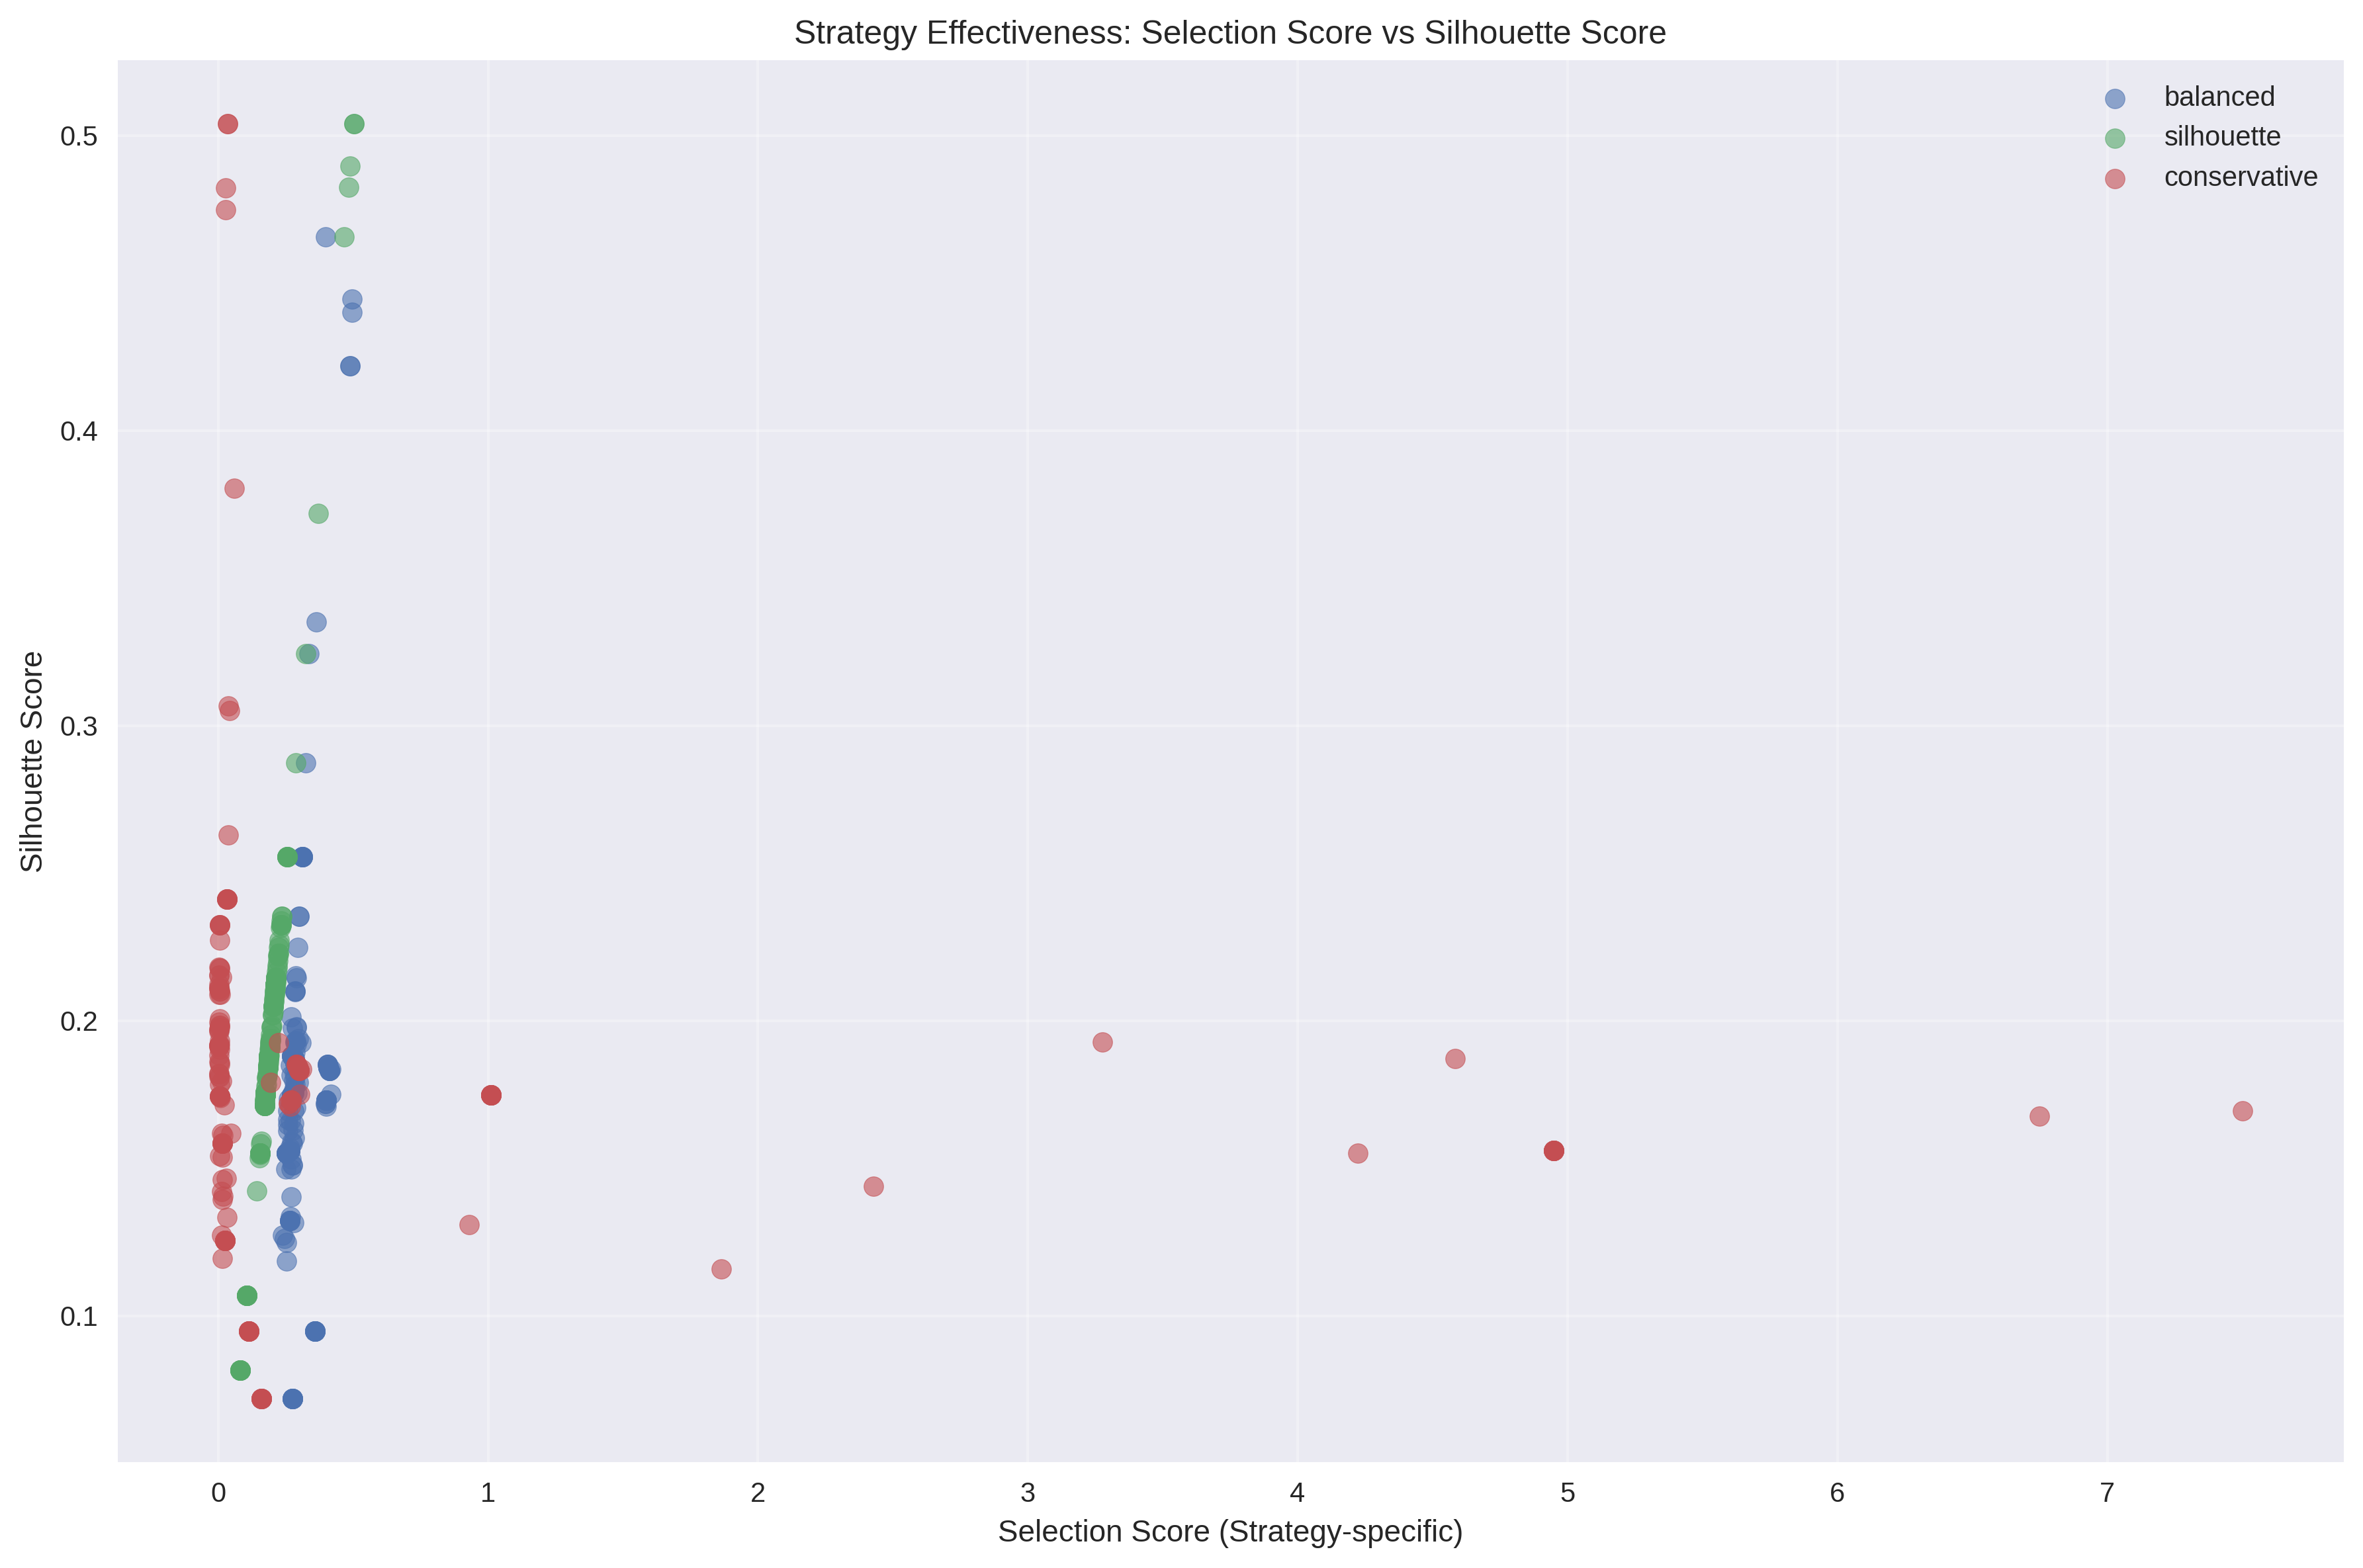 Strategy Effectiveness: Selection Score vs Silhouette Score
balanced
silhouette
conservative
Silhouette Score
0.5
0.4
0.3
0.2
0.1
0 1 2 3 4 5 6 7
Selection Score (Strategy-specific)